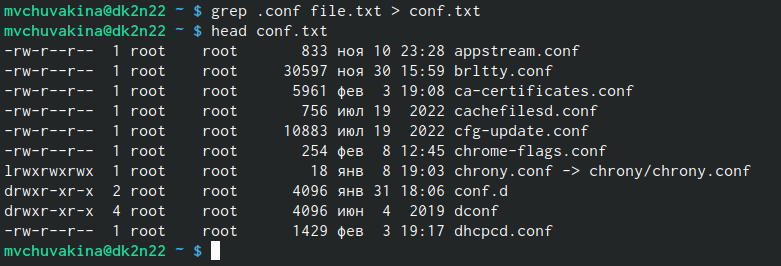 mvchuvakina@dk2n22 ~ $ grep .conf file.txt > conf.txt
mvchuvakina@dk2n22 ~ $ head conf.txt
-rw-r--r--  1 root    root       833 ноя 10 23:28 appstream.conf
-rw-r--r--  1 root    root     30597 ноя 30 15:59 brltty.conf
-rw-r--r--  1 root    root      5961 фев  3 19:08 ca-certificates.conf
-rw-r--r--  1 root    root       756 июл 19  2022 cachefilesd.conf
-rw-r--r--  1 root    root     10883 июл 19  2022 cfg-update.conf
-rw-r--r--  1 root    root       254 фев  8 12:45 chrome-flags.conf
lrwxrwxrwx  1 root    root        18 янв  8 19:03 chrony.conf -> chrony/chrony.conf
drwxr-xr-x  2 root    root      4096 янв 31 18:06 conf.d
drwxr-xr-x  4 root    root      4096 июн  4  2019 dconf
-rw-r--r--  1 root    root      1429 фев  3 19:17 dhcpcd.conf
mvchuvakina@dk2n22 ~ $